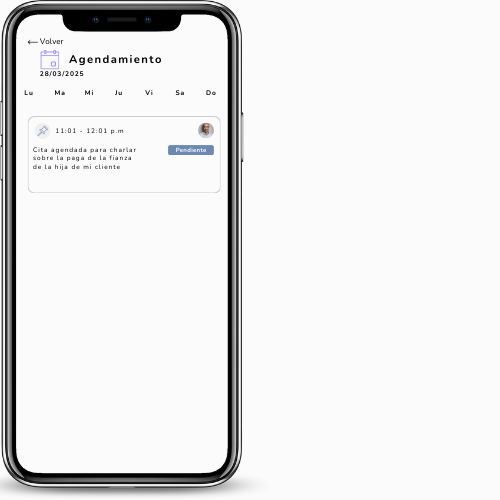 Volver
Agendamiento
28/03/2025
Lu Ma Mi Ju Vi Sa Do
11:01 - 12:01 p.m
Cita agendada para charlar
sobre la paga de la fianza
de la hija de mi cliente
Pendiente